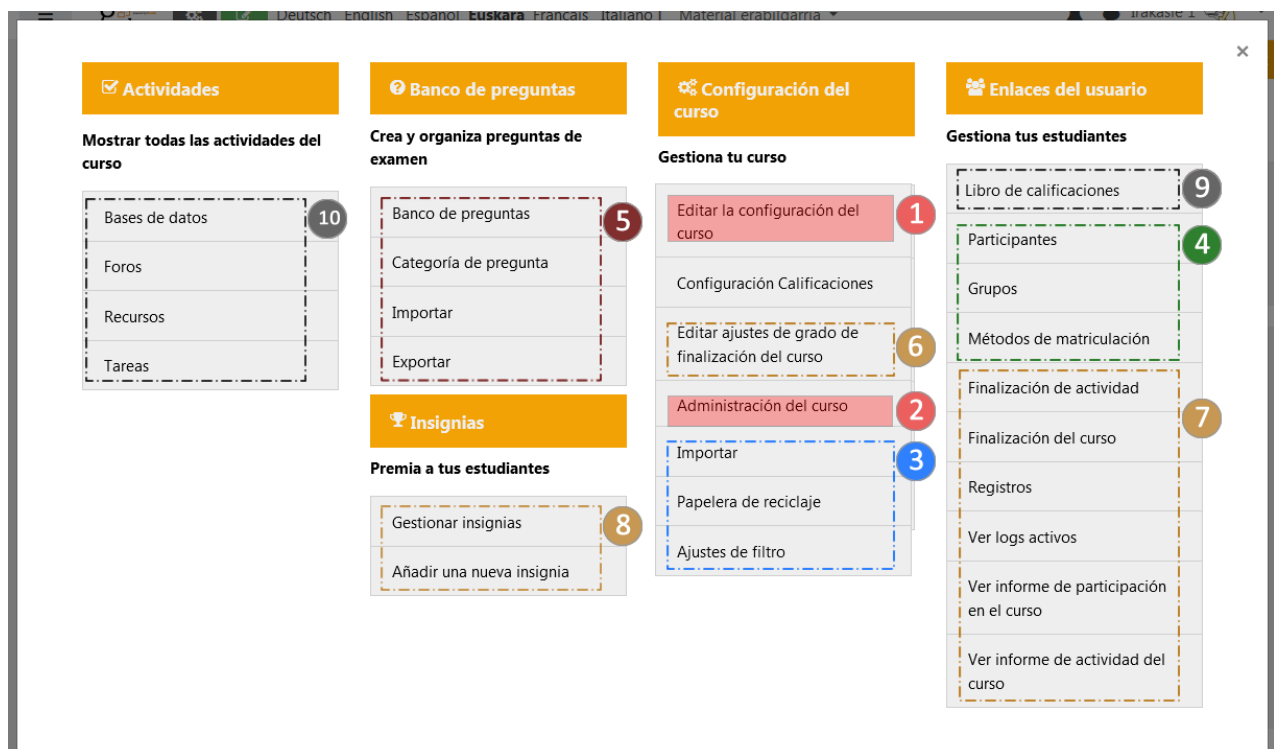 Deutsch English Español Euskara Français Italiano Material erabilgarria
Irakasle 1
×
Actividades
Mostrar todas las actividades del
curso
Bases de datos
10
Foros
Recursos
Tareas
Banco de preguntas
Crea y organiza preguntas de
examen
Banco de preguntas
5
Categoría de pregunta
Importar
Exportar
Insignias
Premia a tus estudiantes
Gestionar insignias
8
Añadir una nueva insignia
Configuración del
curso
Gestiona tu curso
Editar la configuración del
curso
1
Configuración Calificaciones
Editar ajustes de grado de
finalización del curso
6
Administración del curso
2
Importar
3
Papelera de reciclaje
Ajustes de filtro
Enlaces del usuario
Gestiona tus estudiantes
Libro de calificaciones
9
Participantes
4
Grupos
Métodos de matriculación
Finalización de actividad
7
Finalización del curso
Registros
Ver logs activos
Ver informe de participación
en el curso
Ver informe de actividad del
curso